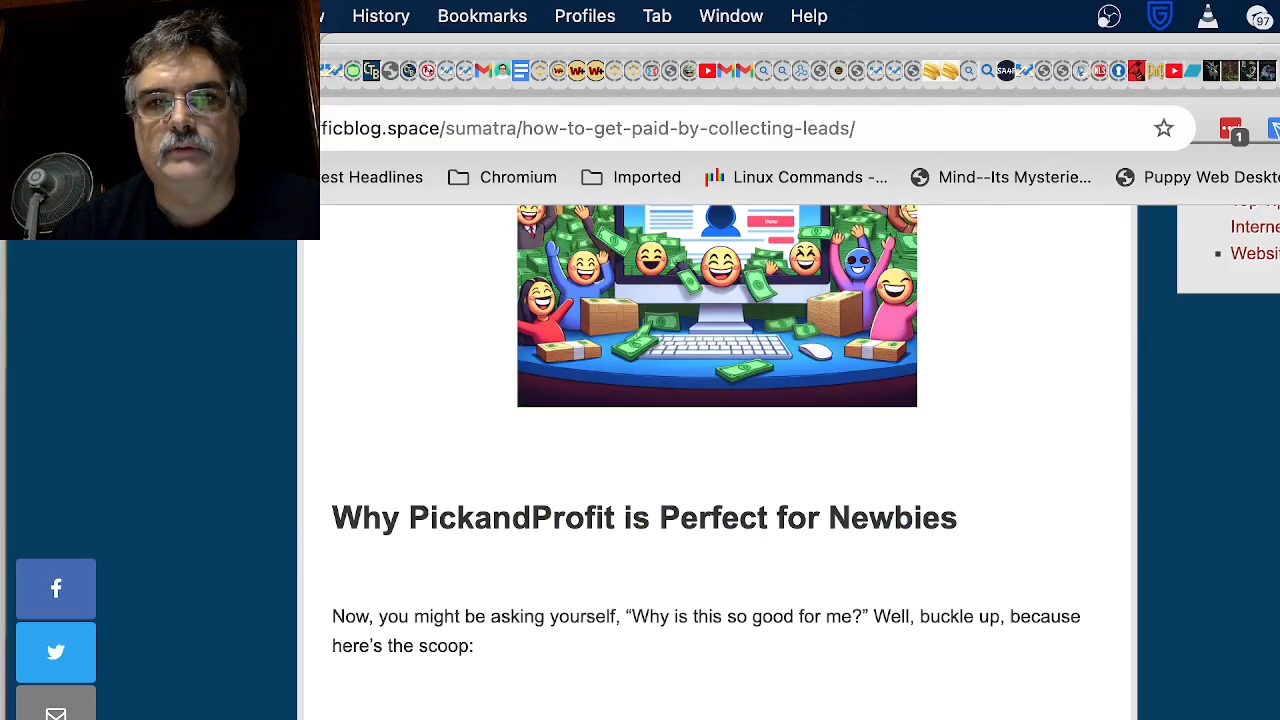 History Bookmarks Profiles Tab Window Help
97
ficblog.space/sumatra/how-to-get-paid-by-collecting-leads/
1
est Headlines Chromium Imported Linux Commands -... Mind--Its Mysterie... Puppy Web Deskt
Interne
Websi
Why PickandProfit is Perfect for Newbies
Now, you might be asking yourself, “Why is this so good for me?” Well, buckle up, because
here’s the scoop: